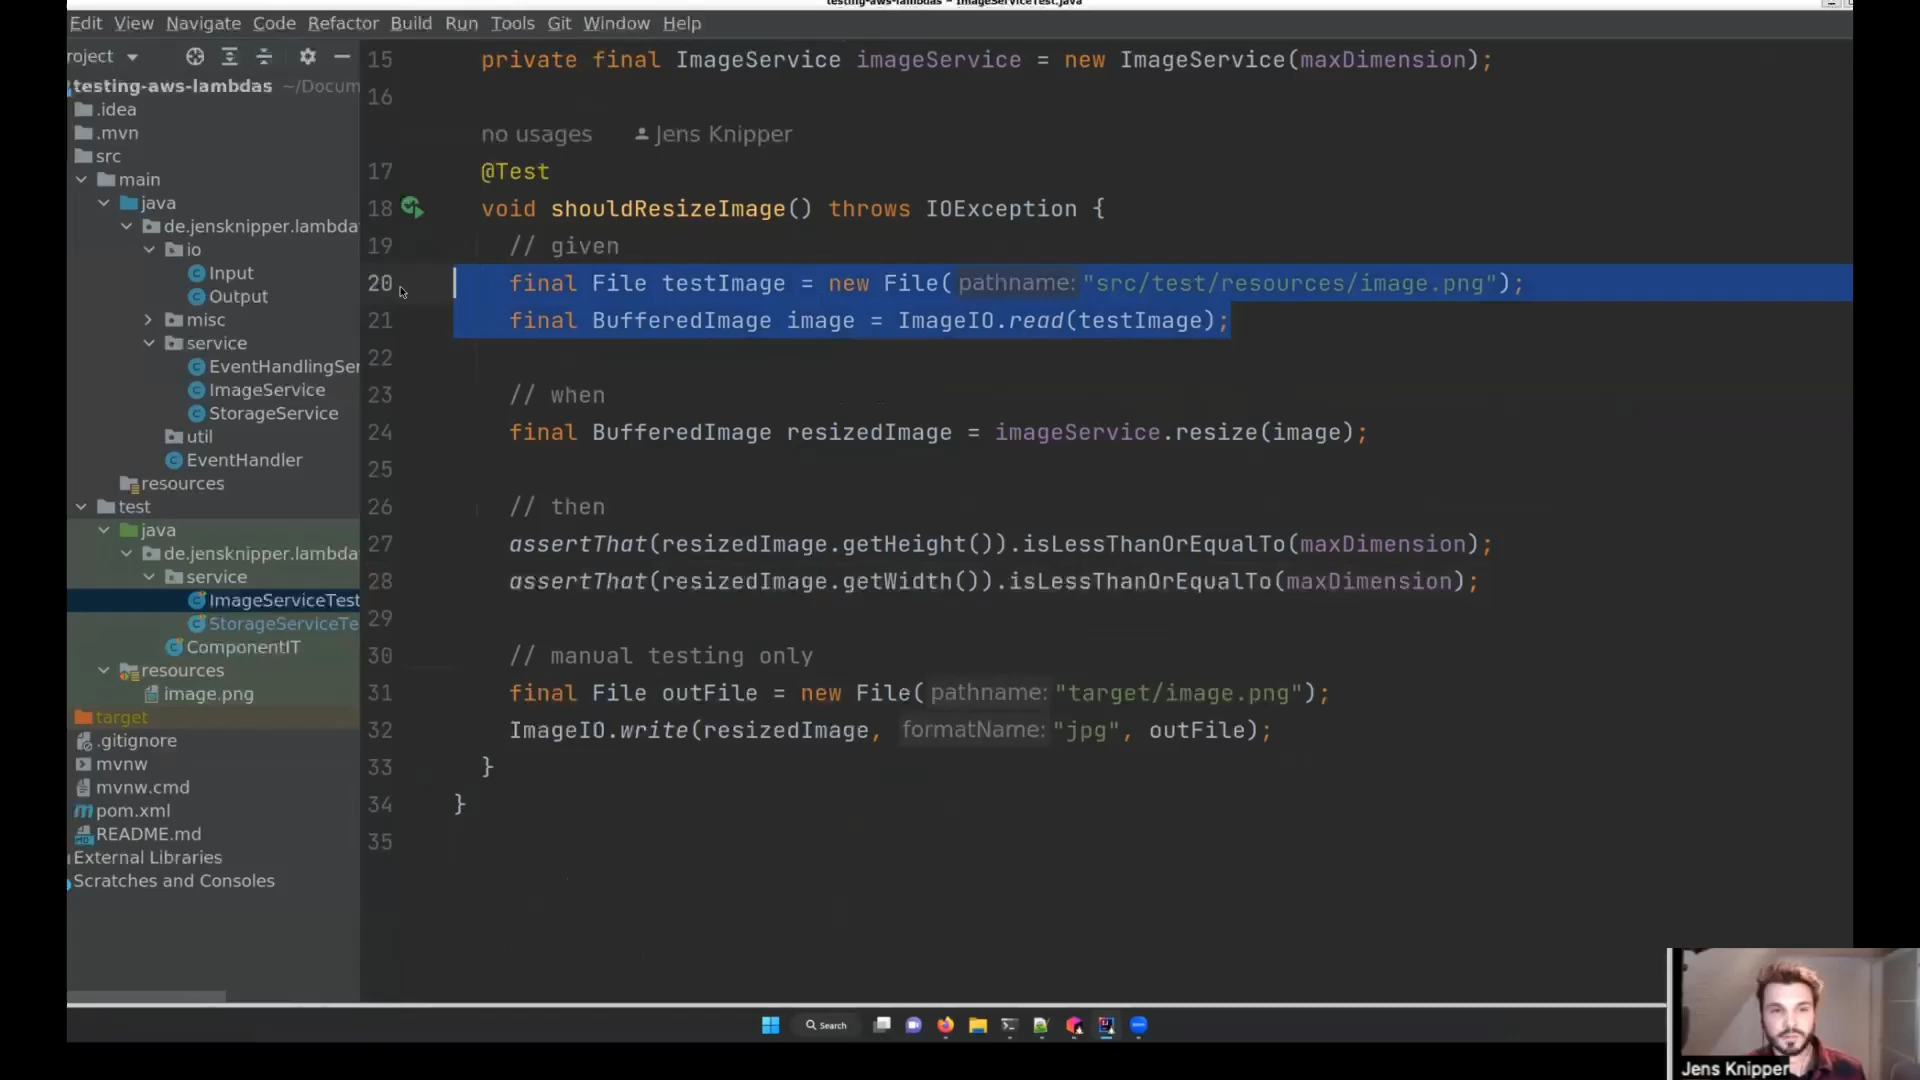 testing-aws-lambdas – ImageServiceTest.java
Edit View Navigate Code Refactor Build Run Tools Git Window Help
roject
testing-aws-lambdas ~/Docum
.idea
.mvn
src
main
java
de.jensknipper.lambda
io
Input
Output
misc
service
EventHandlingSer
ImageService
StorageService
util
EventHandler
resources
test
java
de.jensknipper.lambda
service
ImageServiceTest
StorageServiceTe
ComponentIT
resources
image.png
target
.gitignore
mvnw
mvnw.cmd
pom.xml
README.md
External Libraries
Scratches and Consoles
15 private final ImageService imageService = new ImageService(maxDimension);
16
no usages Jens Knipper
17 @Test
18 void shouldResizeImage() throws IOException {
19 // given
20 final File testImage = new File( pathname: "src/test/resources/image.png");
21 final BufferedImage image = ImageIO.read(testImage);
22
23 // when
24 final BufferedImage resizedImage = imageService.resize(image);
25
26 // then
27 assertThat(resizedImage.getHeight()).isLessThanOrEqualTo(maxDimension);
28 assertThat(resizedImage.getWidth()).isLessThanOrEqualTo(maxDimension);
29
30 // manual testing only
31 final File outFile = new File( pathname: "target/image.png");
32 ImageIO.write(resizedImage, formatName: "jpg", outFile);
33 }
34 }
35
Search
Jens Knipper